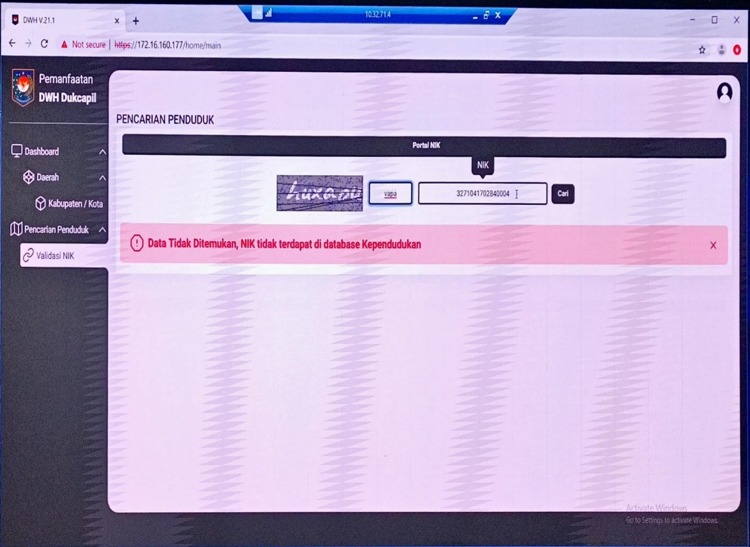 DWH V.21.1
10.32.71.4
Not secure | https://172.16.160.177/home/main
Pemanfaatan
DWH Dukcapil
PENCARIAN PENDUDUK
Portal NIK
Dashboard
NIK
Daerah
vapa
3271041702840004
Cari
Kabupaten / Kota
Pencarian Penduduk
Data Tidak Ditemukan, NIK tidak terdapat di database Kependudukan
X
Validasi NIK
Activate Windows
Go to Settings to activate Windows.